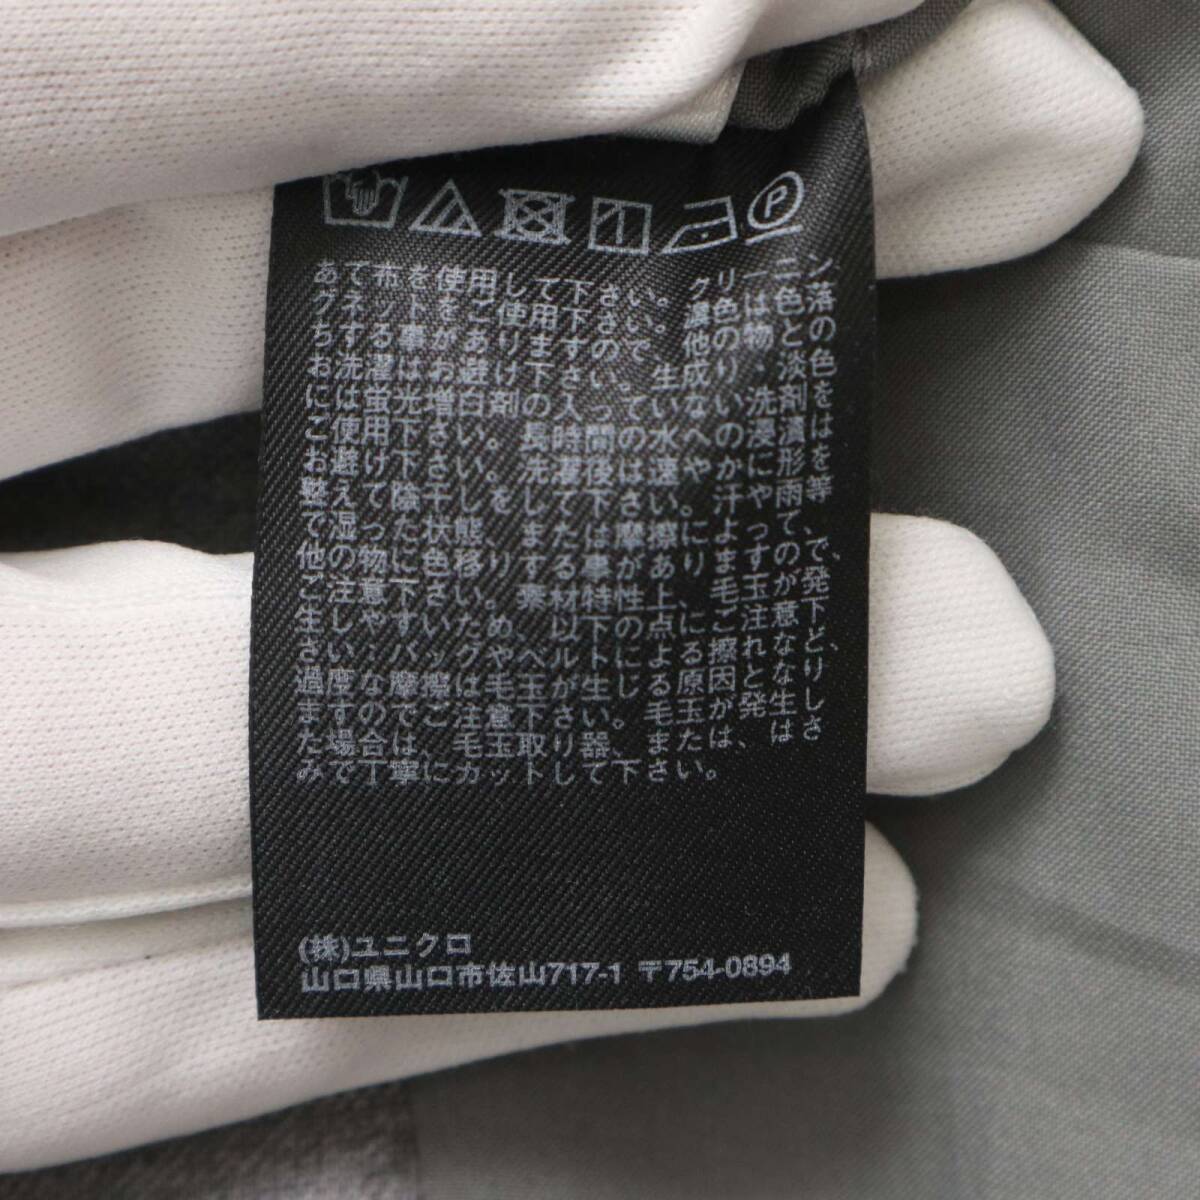 あて布を使用して下さい。クリーニン
グネットをご使用下さい。濃色は色落
ちする事がありますので、他の物との
お洗濯はお避け下さい。生成り・淡色
には蛍光増白剤の入っていない洗剤を
ご使用下さい。長時間の水への浸漬は
お避け下さい。洗濯後は速やかに形を
整えて陰干しして下さい。汗や雨等
で湿った状態、または摩擦によって、
他の物に色移りする事がありますので、
ご注意下さい。素材の特性上、毛玉が発
生しやすいため、以下の点にご注意下
さい:バッグやベルトによる擦れなど、
過度な摩擦は毛玉が生じる原因となり
ますのでご注意下さい。毛玉が発生し
た場合は、毛玉取り器、またははさ
みで丁寧にカットして下さい。
(株)ユニクロ
山口県山口市佐山717-1 〒754-0894
P